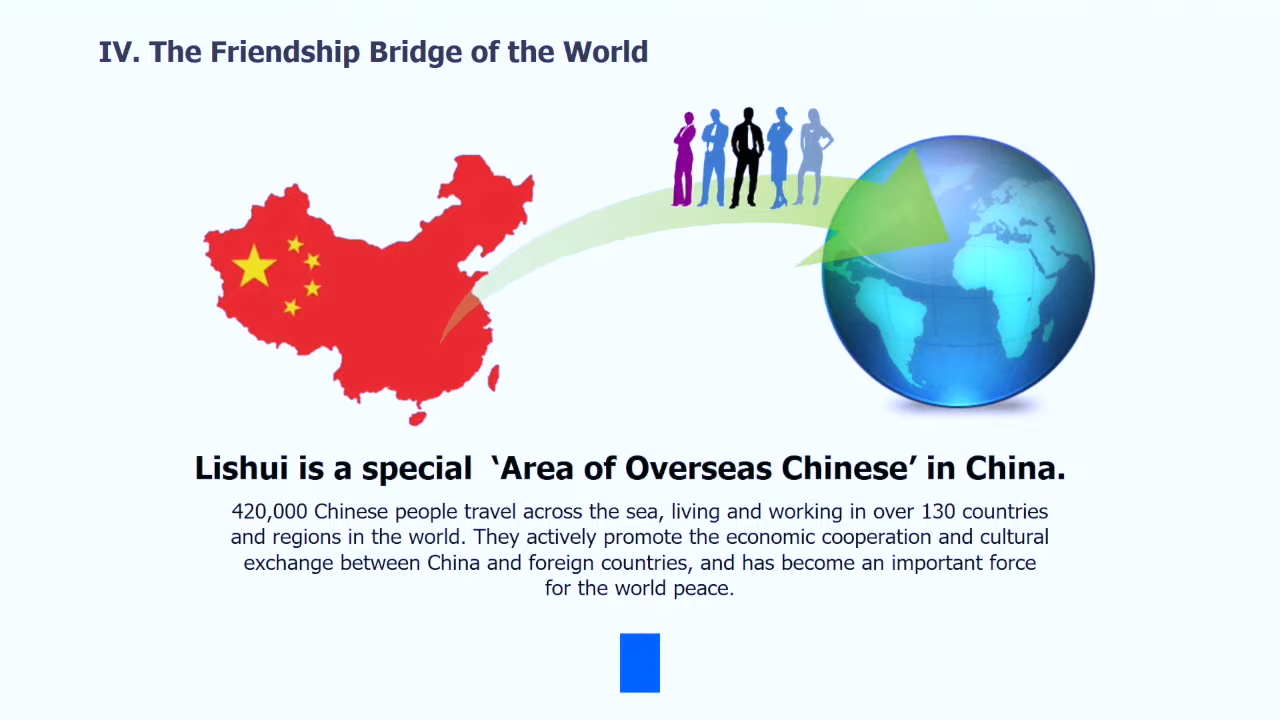 IV. The Friendship Bridge of the World
Lishui is a special  ‘Area of Overseas Chinese’ in China.
420,000 Chinese people travel across the sea, living and working in over 130 countries
and regions in the world. They actively promote the economic cooperation and cultural
exchange between China and foreign countries, and has become an important force
for the world peace.